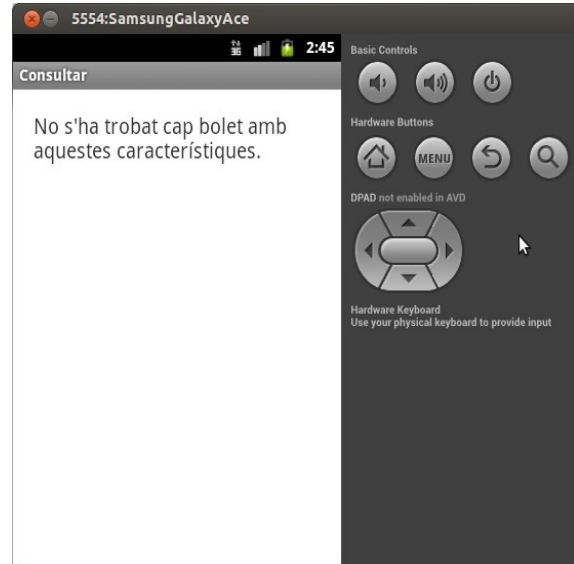 5554:SamsungGalaxyAce
3G
2:45
Consultar
No s'ha trobat cap bolet amb
aquestes característiques.
Basic Controls
Hardware Buttons
MENU
DPAD not enabled in AVD
Hardware Keyboard
Use your physical keyboard to provide input